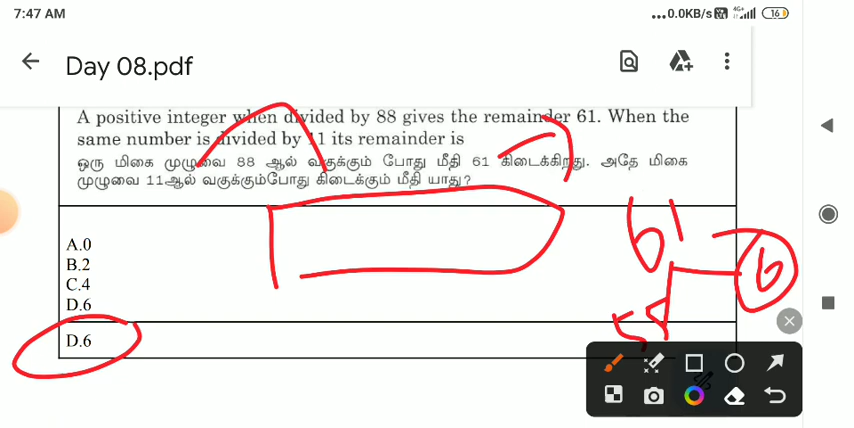 7:47 AM
...0.0KB/s 4G+ 16
Day 08.pdf
A positive integer when divided by 88 gives the remainder 61. When the
same number is divided by 11 its remainder is
ஒரு மிகை முழுவை 88 ஆல் வகுக்கும் போது மீதி 61 கிடைக்கிறது. அதே மிகை
முழுவை 11ஆல் வகுக்கும்போது கிடைக்கும் மீதி யாது?
61
A.0
B.2
C.4
D.6
6
D.6